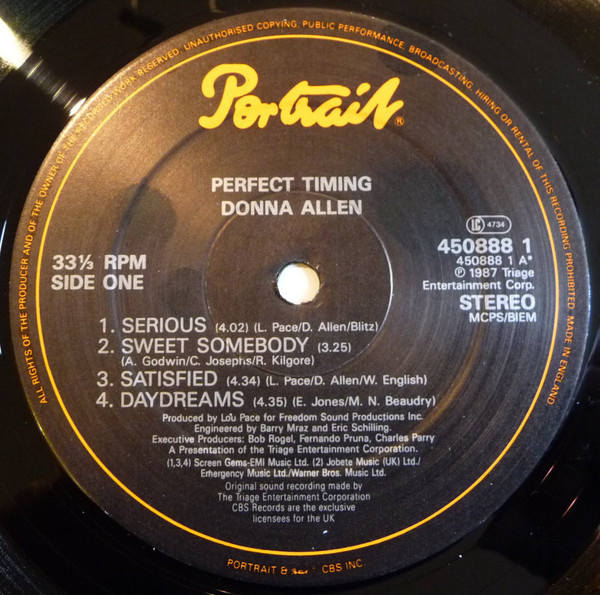 ALL RIGHTS OF THE PRODUCER AND OF THE OWNER OF THE RECORDED WORK RESERVED. UNAUTHORISED COPYING, PUBLIC PERFORMANCE, BROADCASTING, HIRING OR RENTAL OF THIS RECORDING PROHIBITED. MADE IN ENGLAND
Portrait®
PERFECT TIMING
DONNA ALLEN
LC 4734
33⅓ RPM
SIDE ONE
450888 1
450888 1 A*
℗ 1987 Triage
Entertainment Corp.
STEREO
MCPS/BIEM
1. SERIOUS (4.02) (L. Pace/D. Allen/Blitz)
2. SWEET SOMEBODY (3.25)
(A. Godwin/C. Josephs/R. Kilgore)
3. SATISFIED (4.34) (L. Pace/D. Allen/W. English)
4. DAYDREAMS (4.35) (E. Jones/M. N. Beaudry)
Produced by Lou Pace for Freedom Sound Productions Inc.
Engineered by Barry Mraz and Eric Schilling.
Executive Producers: Bob Rogel, Fernando Pruna, Charles Parry
A Presentation of the Triage Entertainment Corp.
(1,3,4) Screen Gems-EMI Music Ltd. (2) Jobete Music (UK) Ltd./
Emergency Music Ltd./Warner Bros. Music Ltd.
Original sound recording made by
The Triage Entertainment Corporation
CBS Records are the exclusive
licensees for the UK
PORTRAIT & CBS INC.